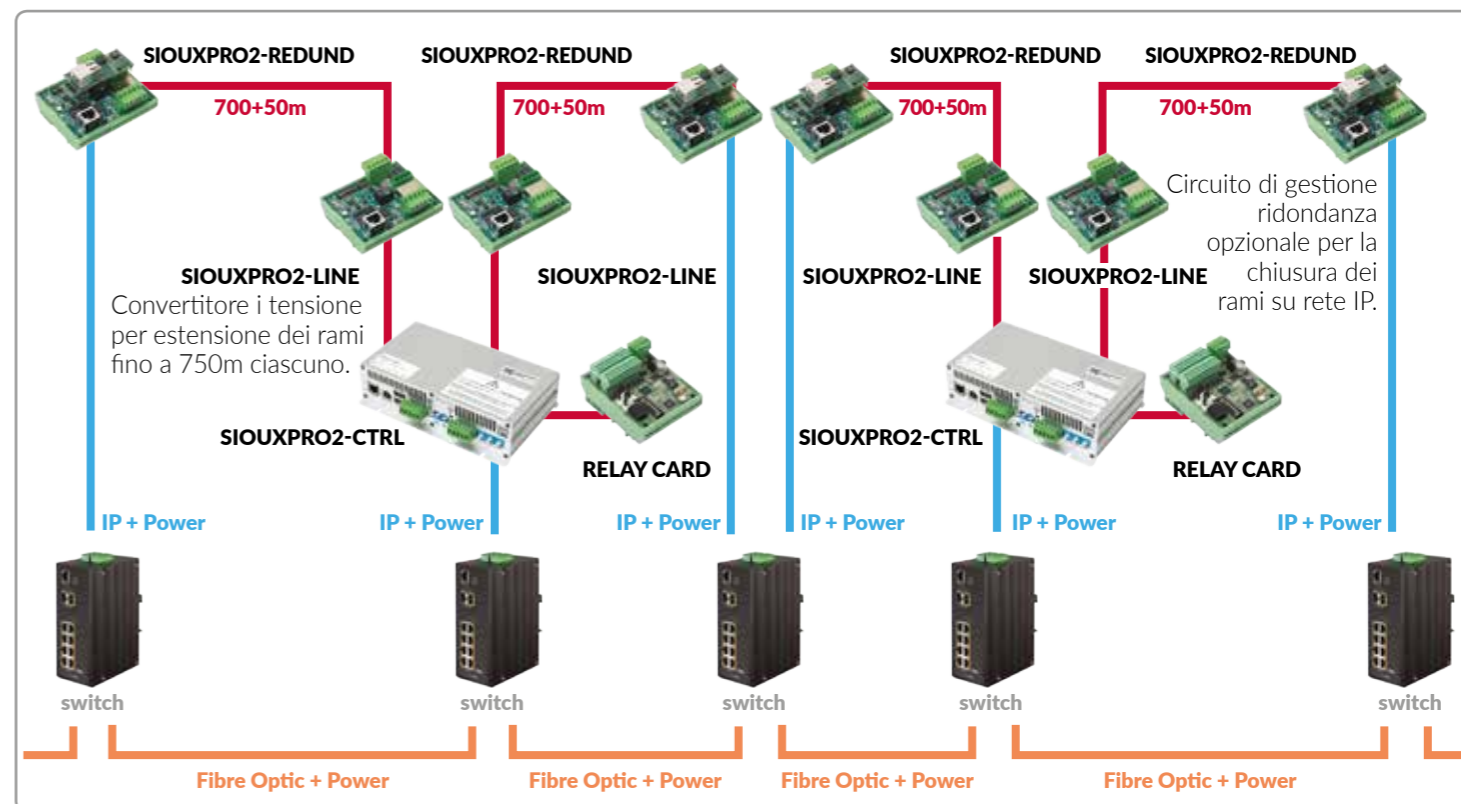 SIOUXPRO2-REDUND
SIOUXPRO2-REDUND
SIOUXPRO2-REDUND
SIOUXPRO2-REDUND
700+50m
700+50m
700+50m
700+50m
Circuito di gestione
ridondanza
opzionale per la
chiusura dei
rami su rete IP.
SIOUXPRO2-LINE
SIOUXPRO2-LINE
SIOUXPRO2-LINE
SIOUXPRO2-LINE
Convertitore i tensione
per estensione dei rami
fino a 750m ciascuno.
SIOUXPRO2-CTRL
RELAY CARD
SIOUXPRO2-CTRL
RELAY CARD
IP + Power
IP + Power
IP + Power
IP + Power
IP + Power
IP + Power
switch
switch
switch
switch
switch
Fibre Optic + Power
Fibre Optic + Power
Fibre Optic + Power
Fibre Optic + Power